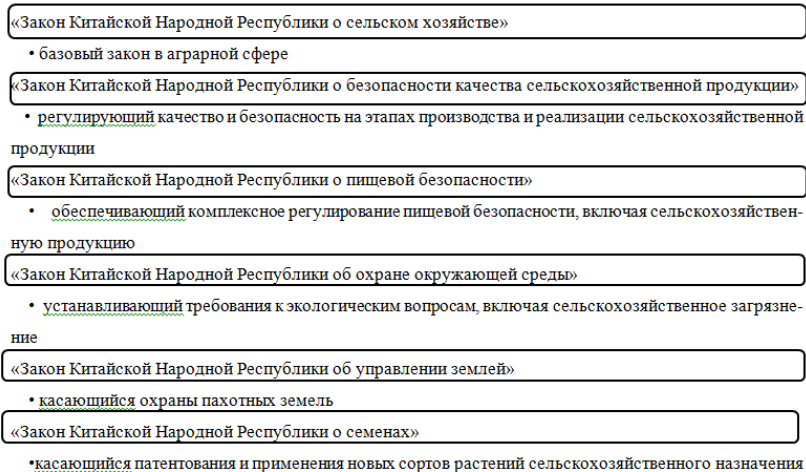 «Закон Китайской Народной Республики о сельском хозяйстве»
• базовый закон в аграрной сфере
«Закон Китайской Народной Республики о безопасности качества сельскохозяйственной продукции»
• регулирующий качество и безопасность на этапах производства и реализации сельскохозяйственной
продукции
«Закон Китайской Народной Республики о пищевой безопасности»
• обеспечивающий комплексное регулирование пищевой безопасности, включая сельскохозяйствен-
ную продукцию
«Закон Китайской Народной Республики об охране окружающей среды»
• устанавливающий требования к экологическим вопросам, включая сельскохозяйственное загрязне-
ние
«Закон Китайской Народной Республики об управлении землей»
• касающийся охраны пахотных земель
«Закон Китайской Народной Республики о семенах»
•касающийся патентования и применения новых сортов растений сельскохозяйственного назначения